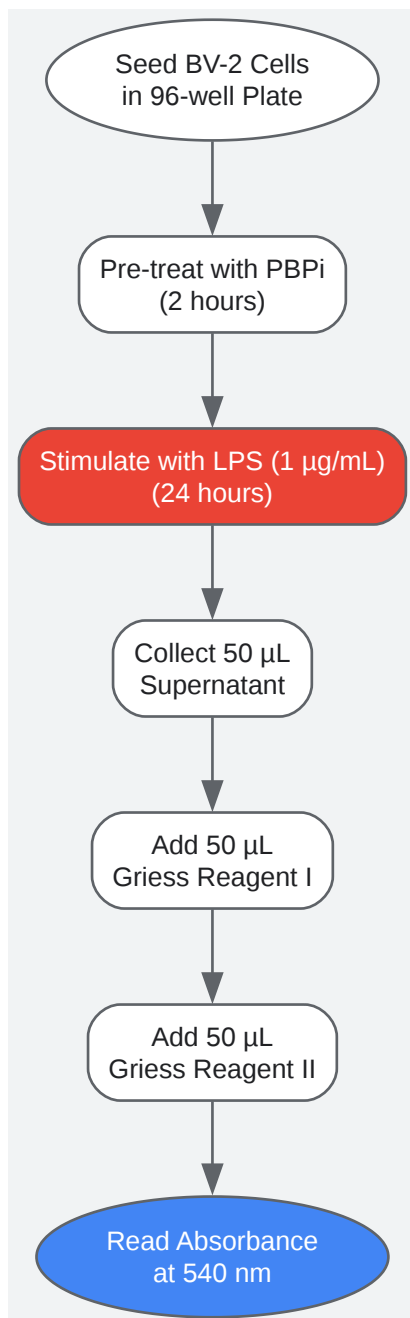 Seed BV-2 Cells
in 96-well Plate
Pre-treat with PBPi
(2 hours)
Stimulate with LPS (1 µg/mL)
(24 hours)
Collect 50 µL
Supernatant
Add 50 µL
Griess Reagent I
Add 50 µL
Griess Reagent II
Read Absorbance
at 540 nm